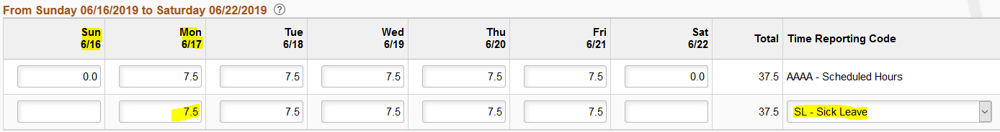 From Sunday 06/16/2019 to Saturday 06/22/2019 ?
Sun Mon Tue Wed Thu Fri Sat
6/16 6/17 6/18 6/19 6/20 6/21 6/22 Total Time Reporting Code
0.0 7.5 7.5 7.5 7.5 7.5 0.0 37.5 AAAA - Scheduled Hours
7.5 7.5 7.5 7.5 7.5 37.5 SL - Sick Leave